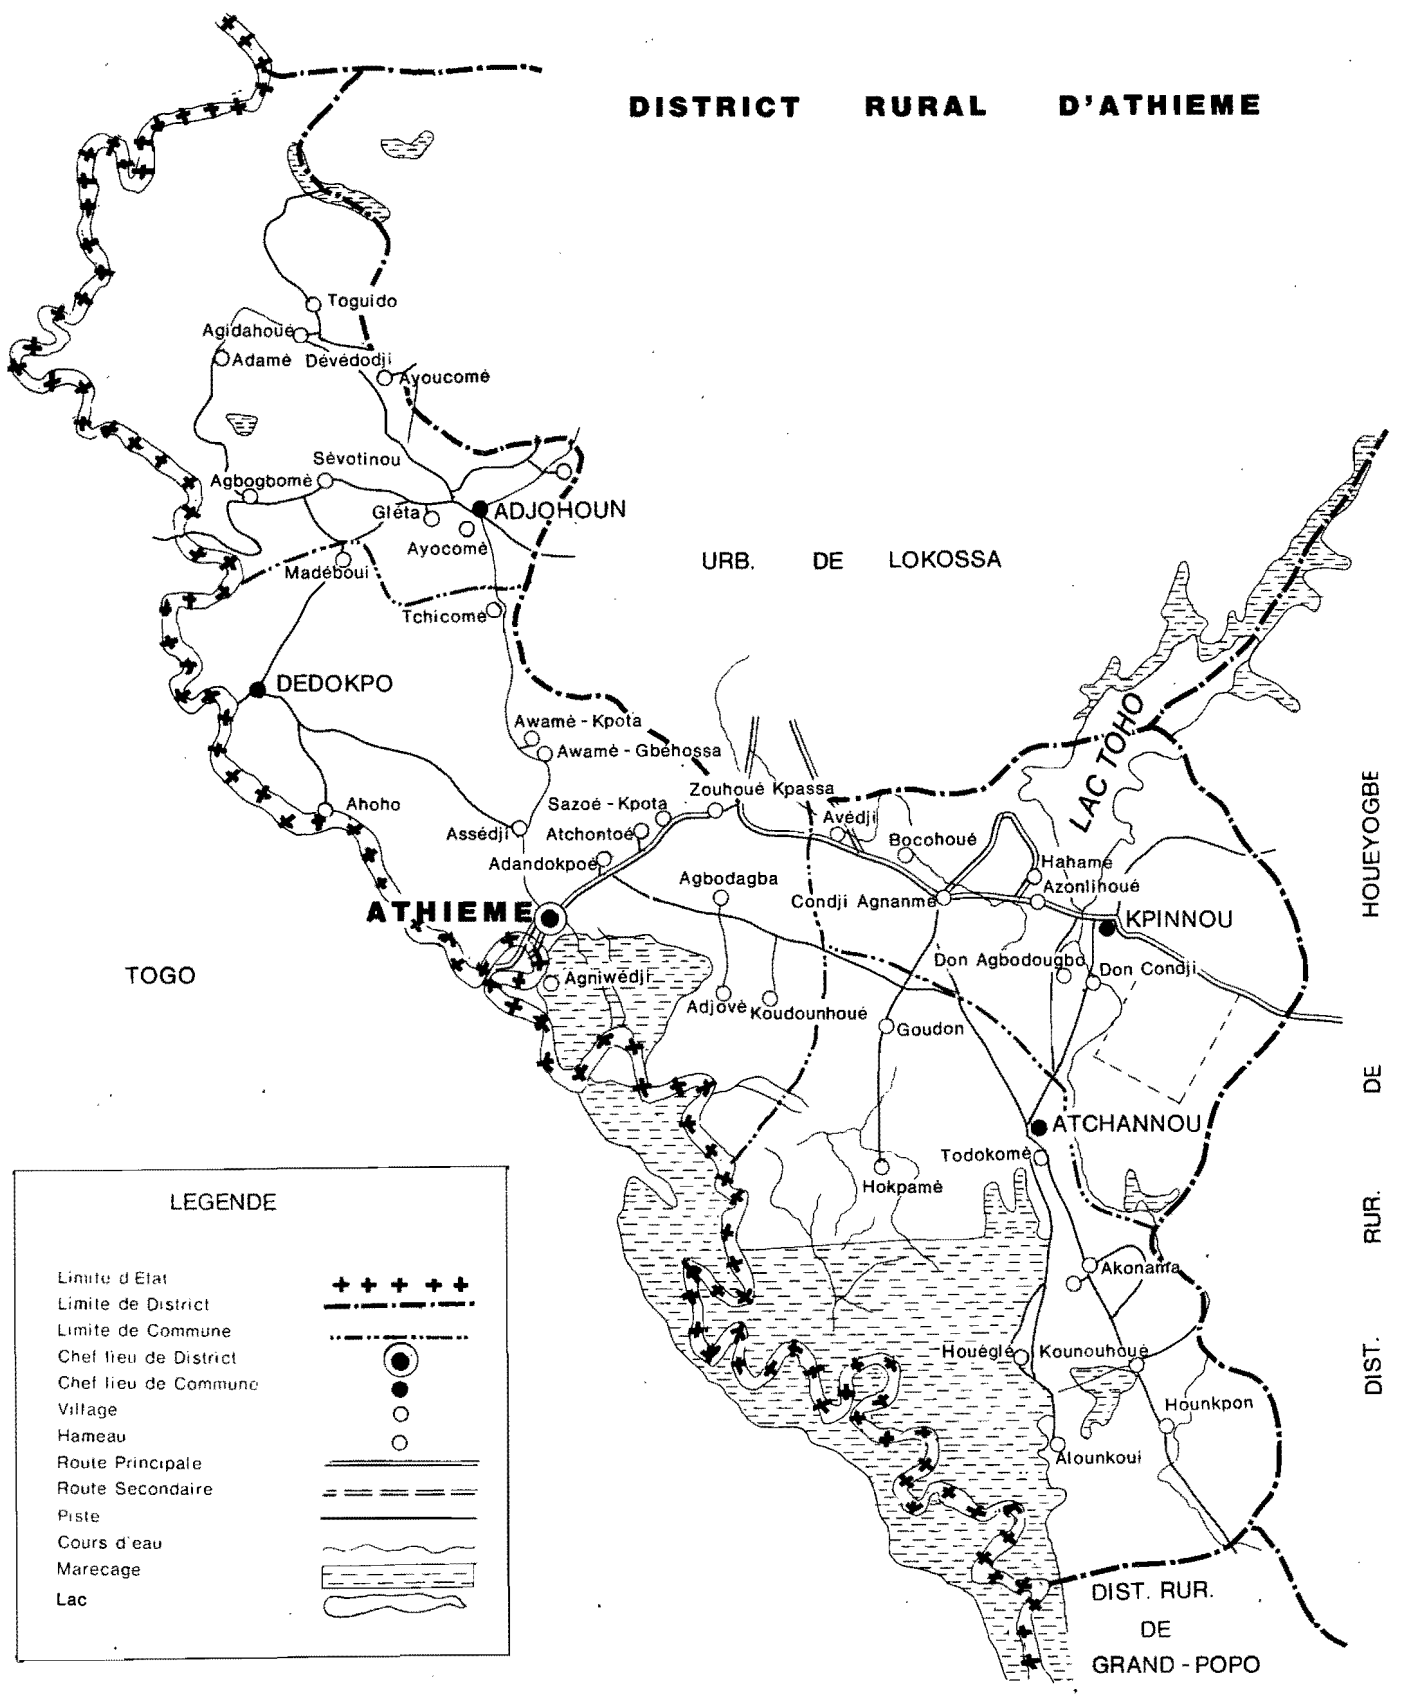 DISTRICT RURAL D'ATHIEME
Toguido
Agidahoué
Adamè
Dévédodji
Ayoucomè
Sèvotinou
Agbogbomè
Glèta
ADJOHOUN
Ayocomè
URB. DE LOKOSSA
Madéboui
Tchicomè
DEDOKPO
Awamè - Kpota
Awamè - Gbèhossa
LAC TOHO
Zouhoué Kpassa
Sazoé - Kpota
Ahoho
Assédji
Atchontoé
Avédji
Bocohoué
Adandokpoé
Hahamè
HOUEYOGBE
Agbodagba
Azonlihoué
Condji Agnanmè
ATHIEME
KPINNOU
Don Agbodougbo
Don Condji
TOGO
Agniwédji
Adjovè
Koudounhoué
Goudon
DE
ATCHANNOU
Todokomè
Hokpamè
RUR.
Akonana
Houéglé
Kounouhoué
DIST.
Hounkpon
Alounkoui
LEGENDE
Limite d'Etat
Limite de District
Limite de Commune
Chef lieu de District
Chef lieu de Commune
Village
Hameau
Route Principale
Route Secondaire
Piste
Cours d'eau
Marecage
Lac
DIST. RUR.
DE
GRAND - POPO